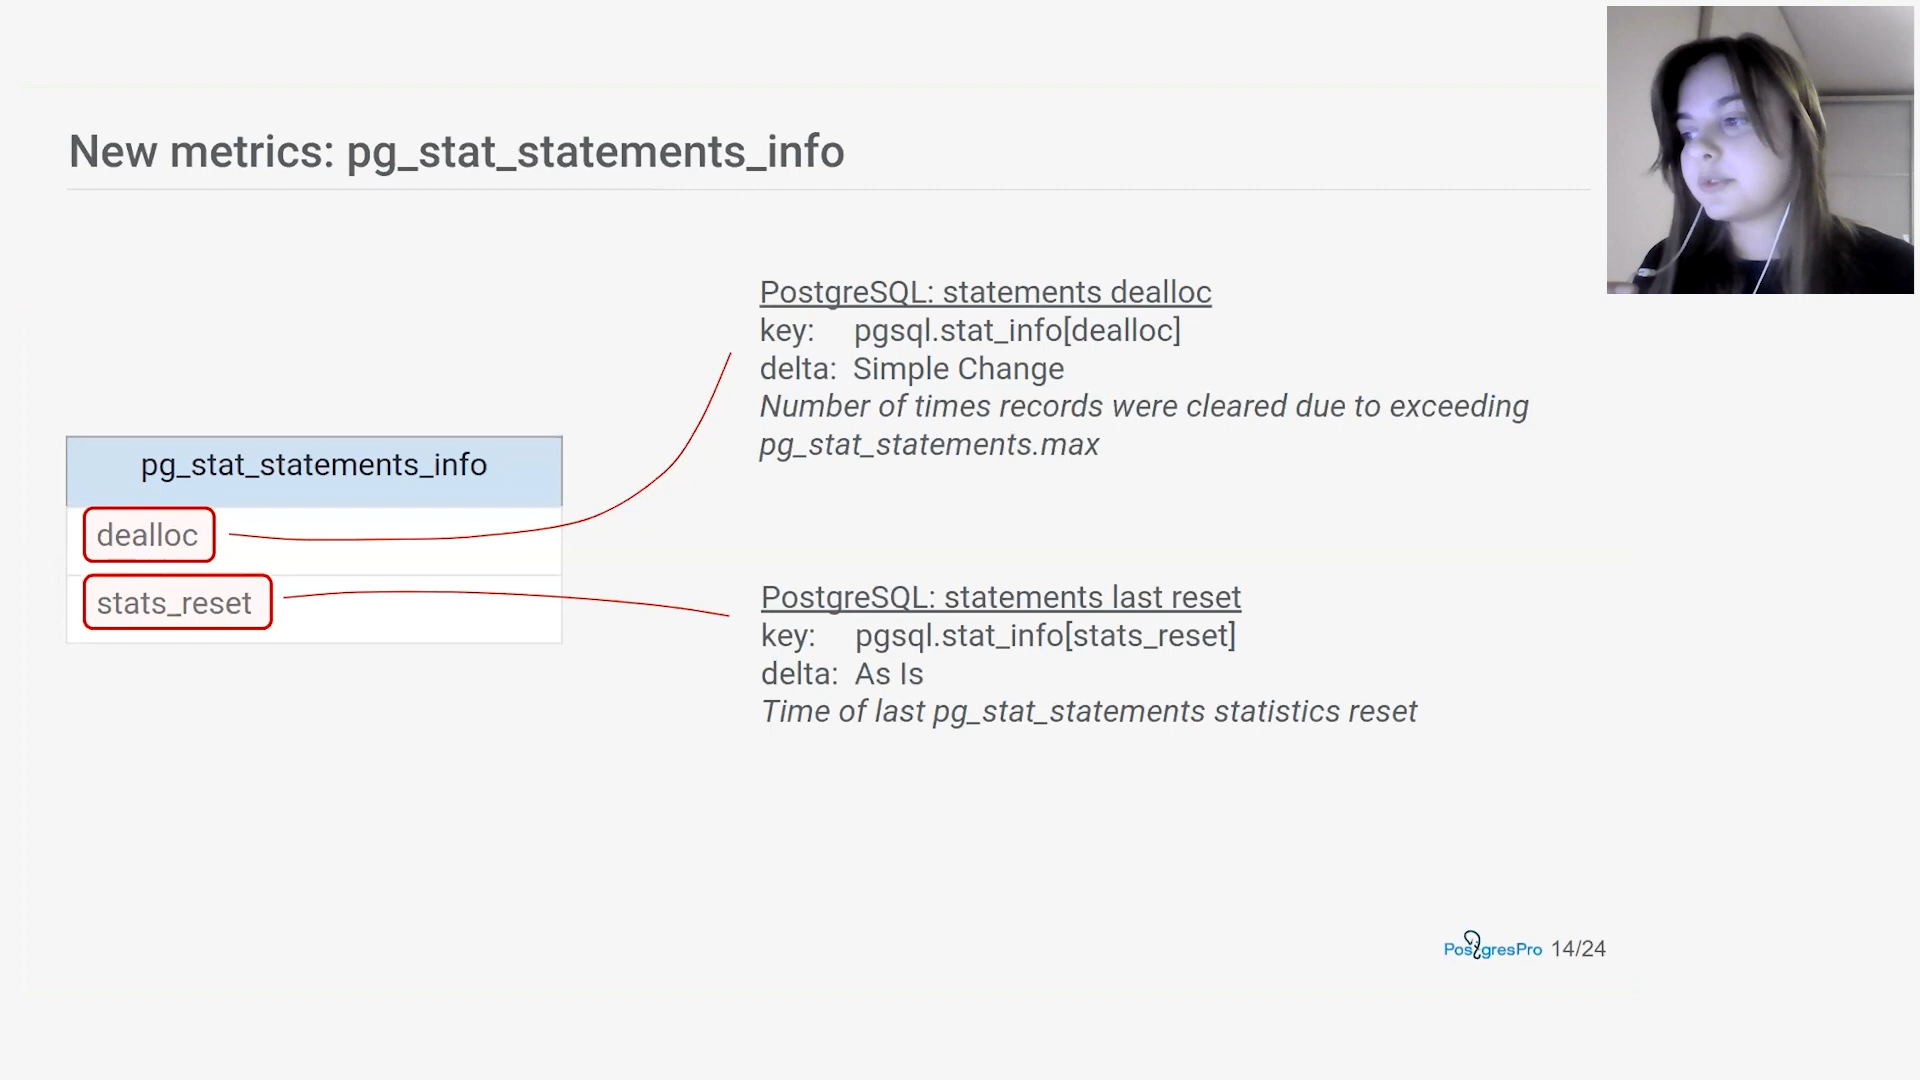 New metrics: pg_stat_statements_info
PostgreSQL: statements dealloc
key: pgsql.stat_info[dealloc]
delta: Simple Change
Number of times records were cleared due to exceeding
pg_stat_statements.max
pg_stat_statements_info
dealloc
stats_reset
PostgreSQL: statements last reset
key: pgsql.stat_info[stats_reset]
delta: As Is
Time of last pg_stat_statements statistics reset
PostgresPro 14/24